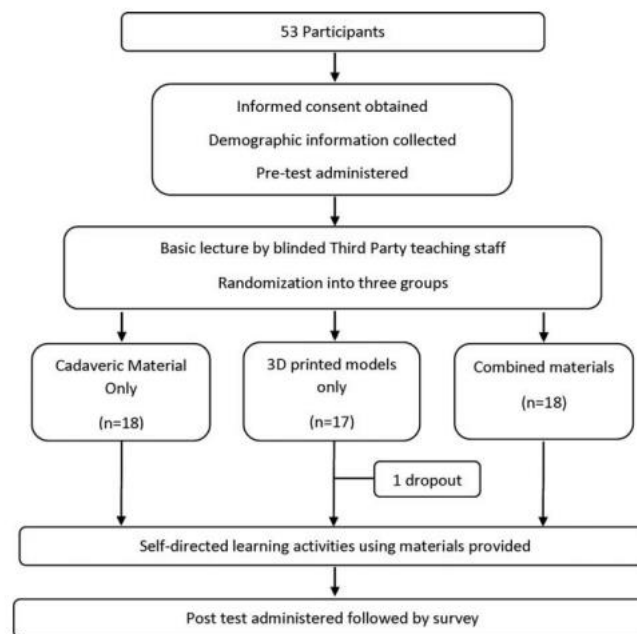 53 Participants
Informed consent obtained
Demographic information collected
Pre-test administered
Basic lecture by blinded Third Party teaching staff
Randomization into three groups
Cadaveric Material
Only
(n=18)
3D printed models
only
(n=17)
Combined materials
(n=18)
1 dropout
Self-directed learning activities using materials provided
Post test administered followed by survey